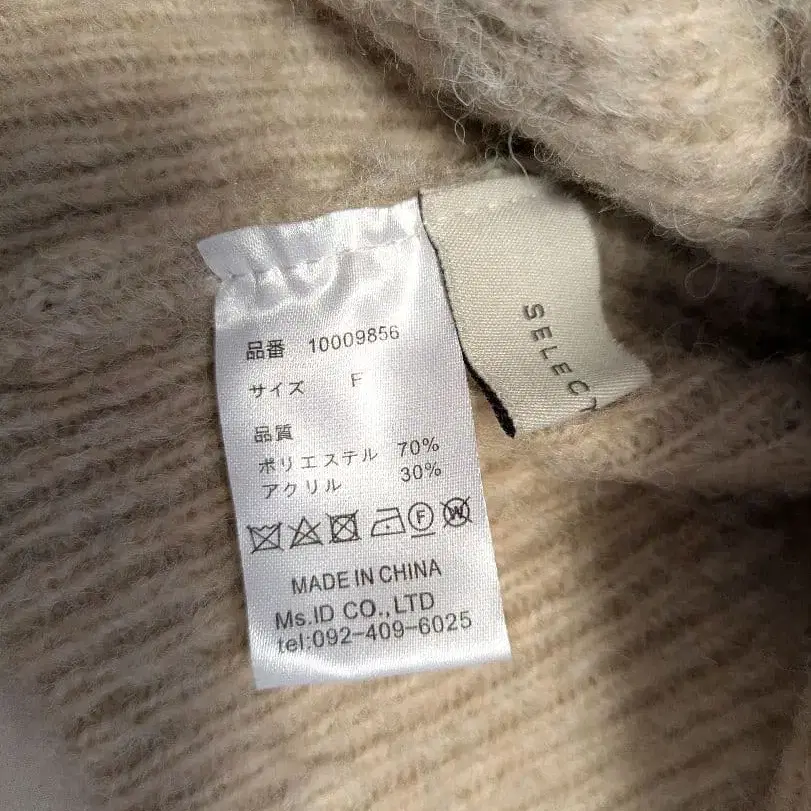 品番 10009856
サイズ F
品質
ポリエステル 70%
アクリル 30%
F W
MADE IN CHINA
Ms.ID CO.,LTD
tel:092-409-6025
SELECT